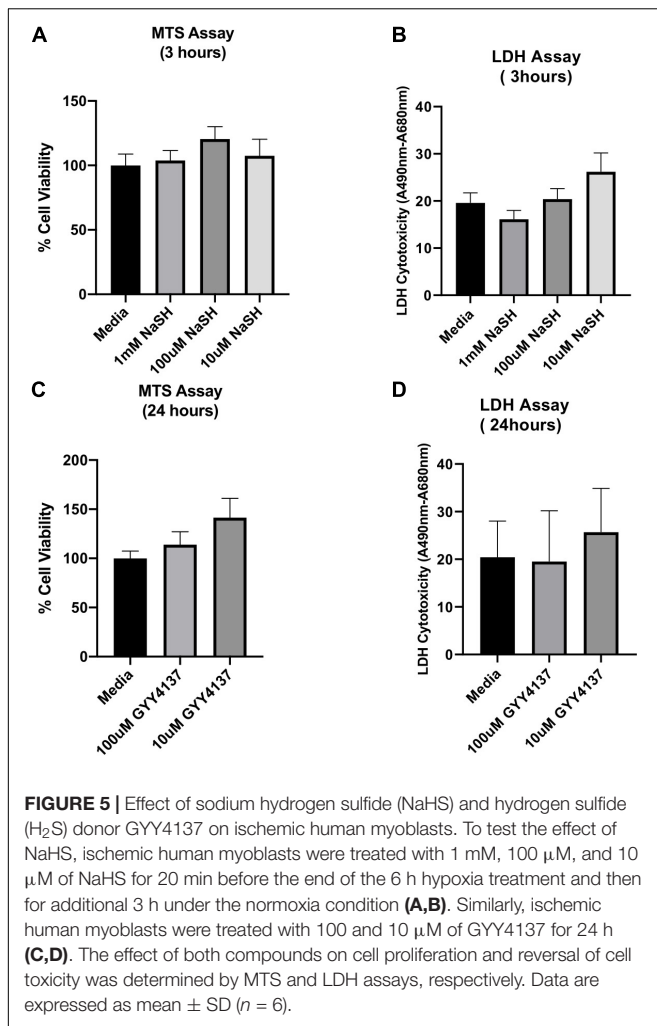 A
MTS Assay
(3 hours)
% Cell Viability
150
100
50
0
Media
1mM NaSH
100uM NaSH
10uM NaSH
B
LDH Assay
( 3hours)
LDH Cytotoxicity (A490nm-A680nm)
40
30
20
10
0
Media
1mM NaSH
100uM NaSH
10uM NaSH
C
MTS Assay
(24 hours)
% Cell Viability
200
150
100
50
0
Media
100uM GYY4137
10uM GYY4137
D
LDH Assay
( 24hours)
LDH Cytotoxicity (A490nm-A680nm)
40
30
20
10
0
Media
100uM GYY4137
10uM GYY4137
FIGURE 5 | Effect of sodium hydrogen sulfide (NaHS) and hydrogen sulfide
(H₂S) donor GYY4137 on ischemic human myoblasts. To test the effect of
NaHS, ischemic human myoblasts were treated with 1 mM, 100 μM, and 10
μM of NaHS for 20 min before the end of the 6 h hypoxia treatment and then
for additional 3 h under the normoxia condition (A,B). Similarly, ischemic
human myoblasts were treated with 100 and 10 μM of GYY4137 for 24 h
(C,D). The effect of both compounds on cell proliferation and reversal of cell
toxicity was determined by MTS and LDH assays, respectively. Data are
expressed as mean ± SD (n = 6).